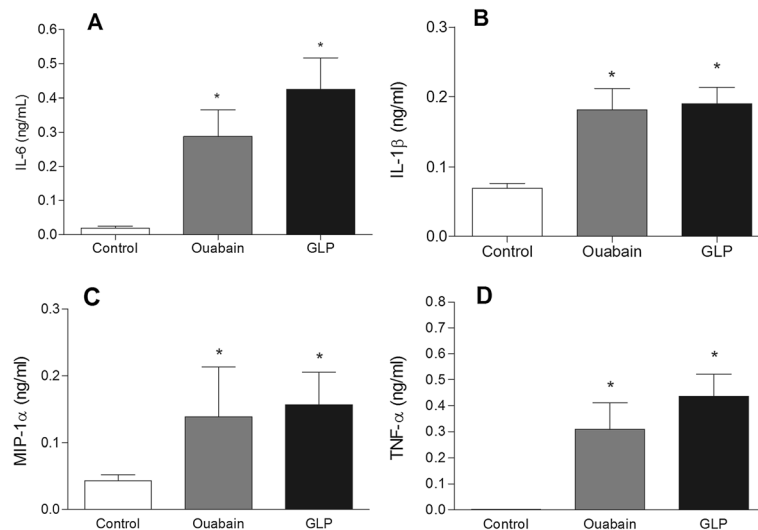 A
IL-6 (ng/mL)
0.6
0.5
0.4
0.3
0.2
0.1
0.0
*
*
Control Ouabain GLP
B
IL-1β (ng/ml)
0.3
0.2
0.1
0.0
*
*
Control Ouabain GLP
C
MIP-1α (ng/ml)
0.3
0.2
0.1
0.0
*
*
Control Ouabain GLP
D
TNF-α (ng/ml)
0.8
0.7
0.6
0.5
0.4
0.3
0.2
0.1
0.0
*
*
Control Ouabain GLP